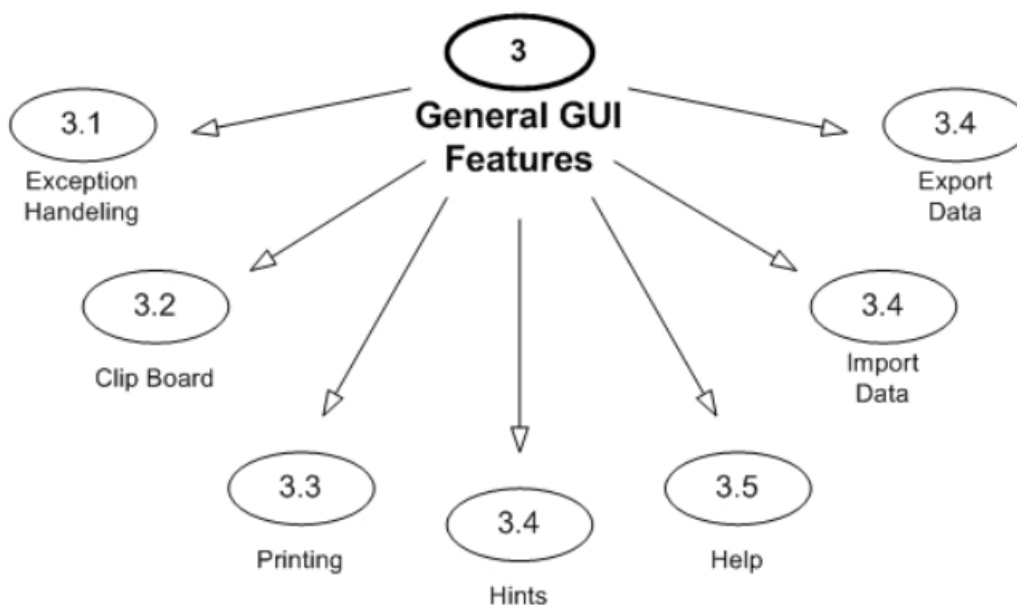 3
General GUI
Features
3.1
Exception
Handeling
3.2
Clip Board
3.3
Printing
3.4
Hints
3.5
Help
3.4
Import
Data
3.4
Export
Data